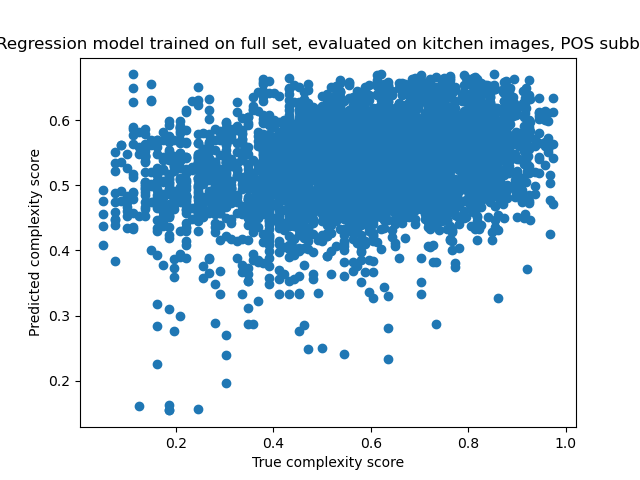 Regression model trained on full set, evaluated on kitchen images, POS subb
Predicted complexity score
0.6
0.5
0.4
0.3
0.2
0.2 0.4 0.6 0.8 1.0
True complexity score